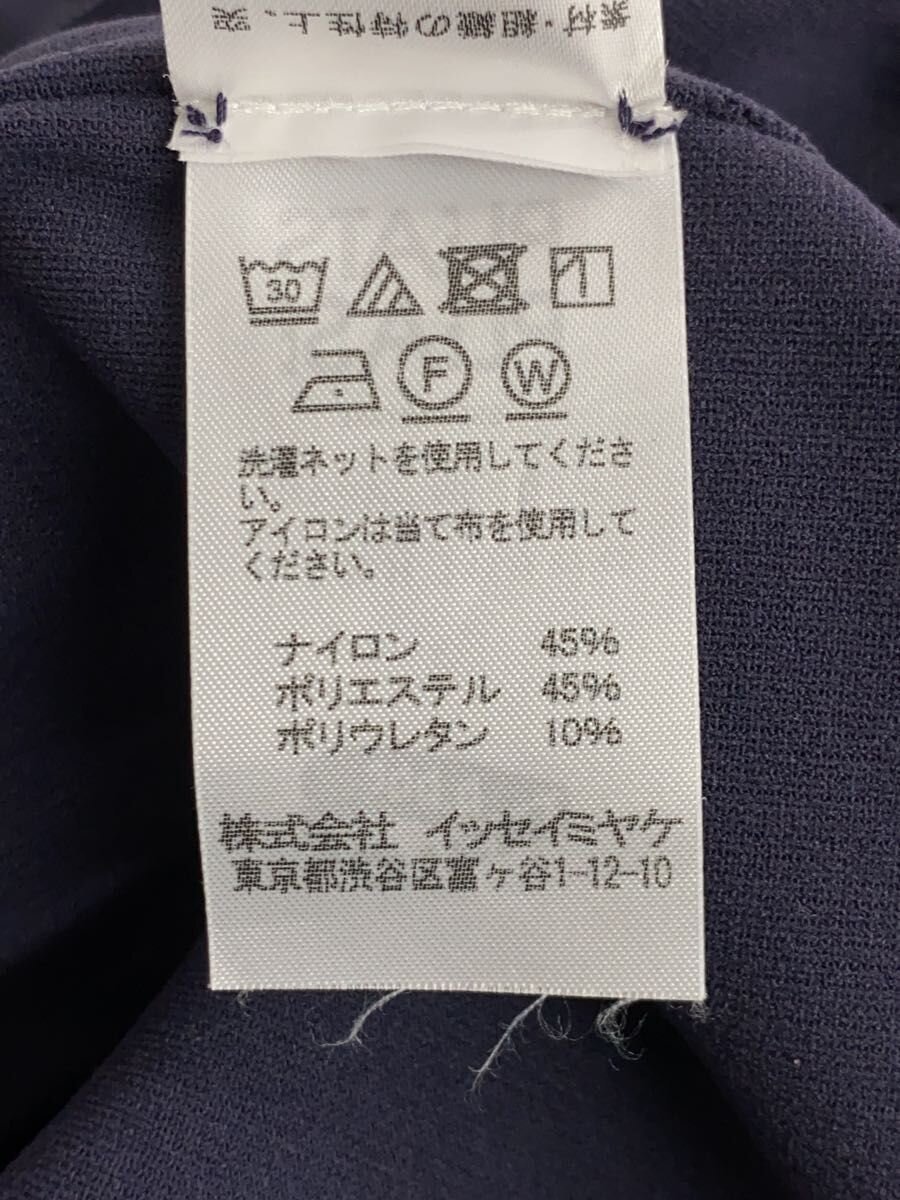 素材・組織の特性上、突
30
F W
洗濯ネットを使用してくださ
い。
アイロンは当て布を使用して
ください。
ナイロン 45%
ポリエステル 45%
ポリウレタン 10%
株式会社 イッセイミヤケ
東京都渋谷区富ヶ谷1-12-10